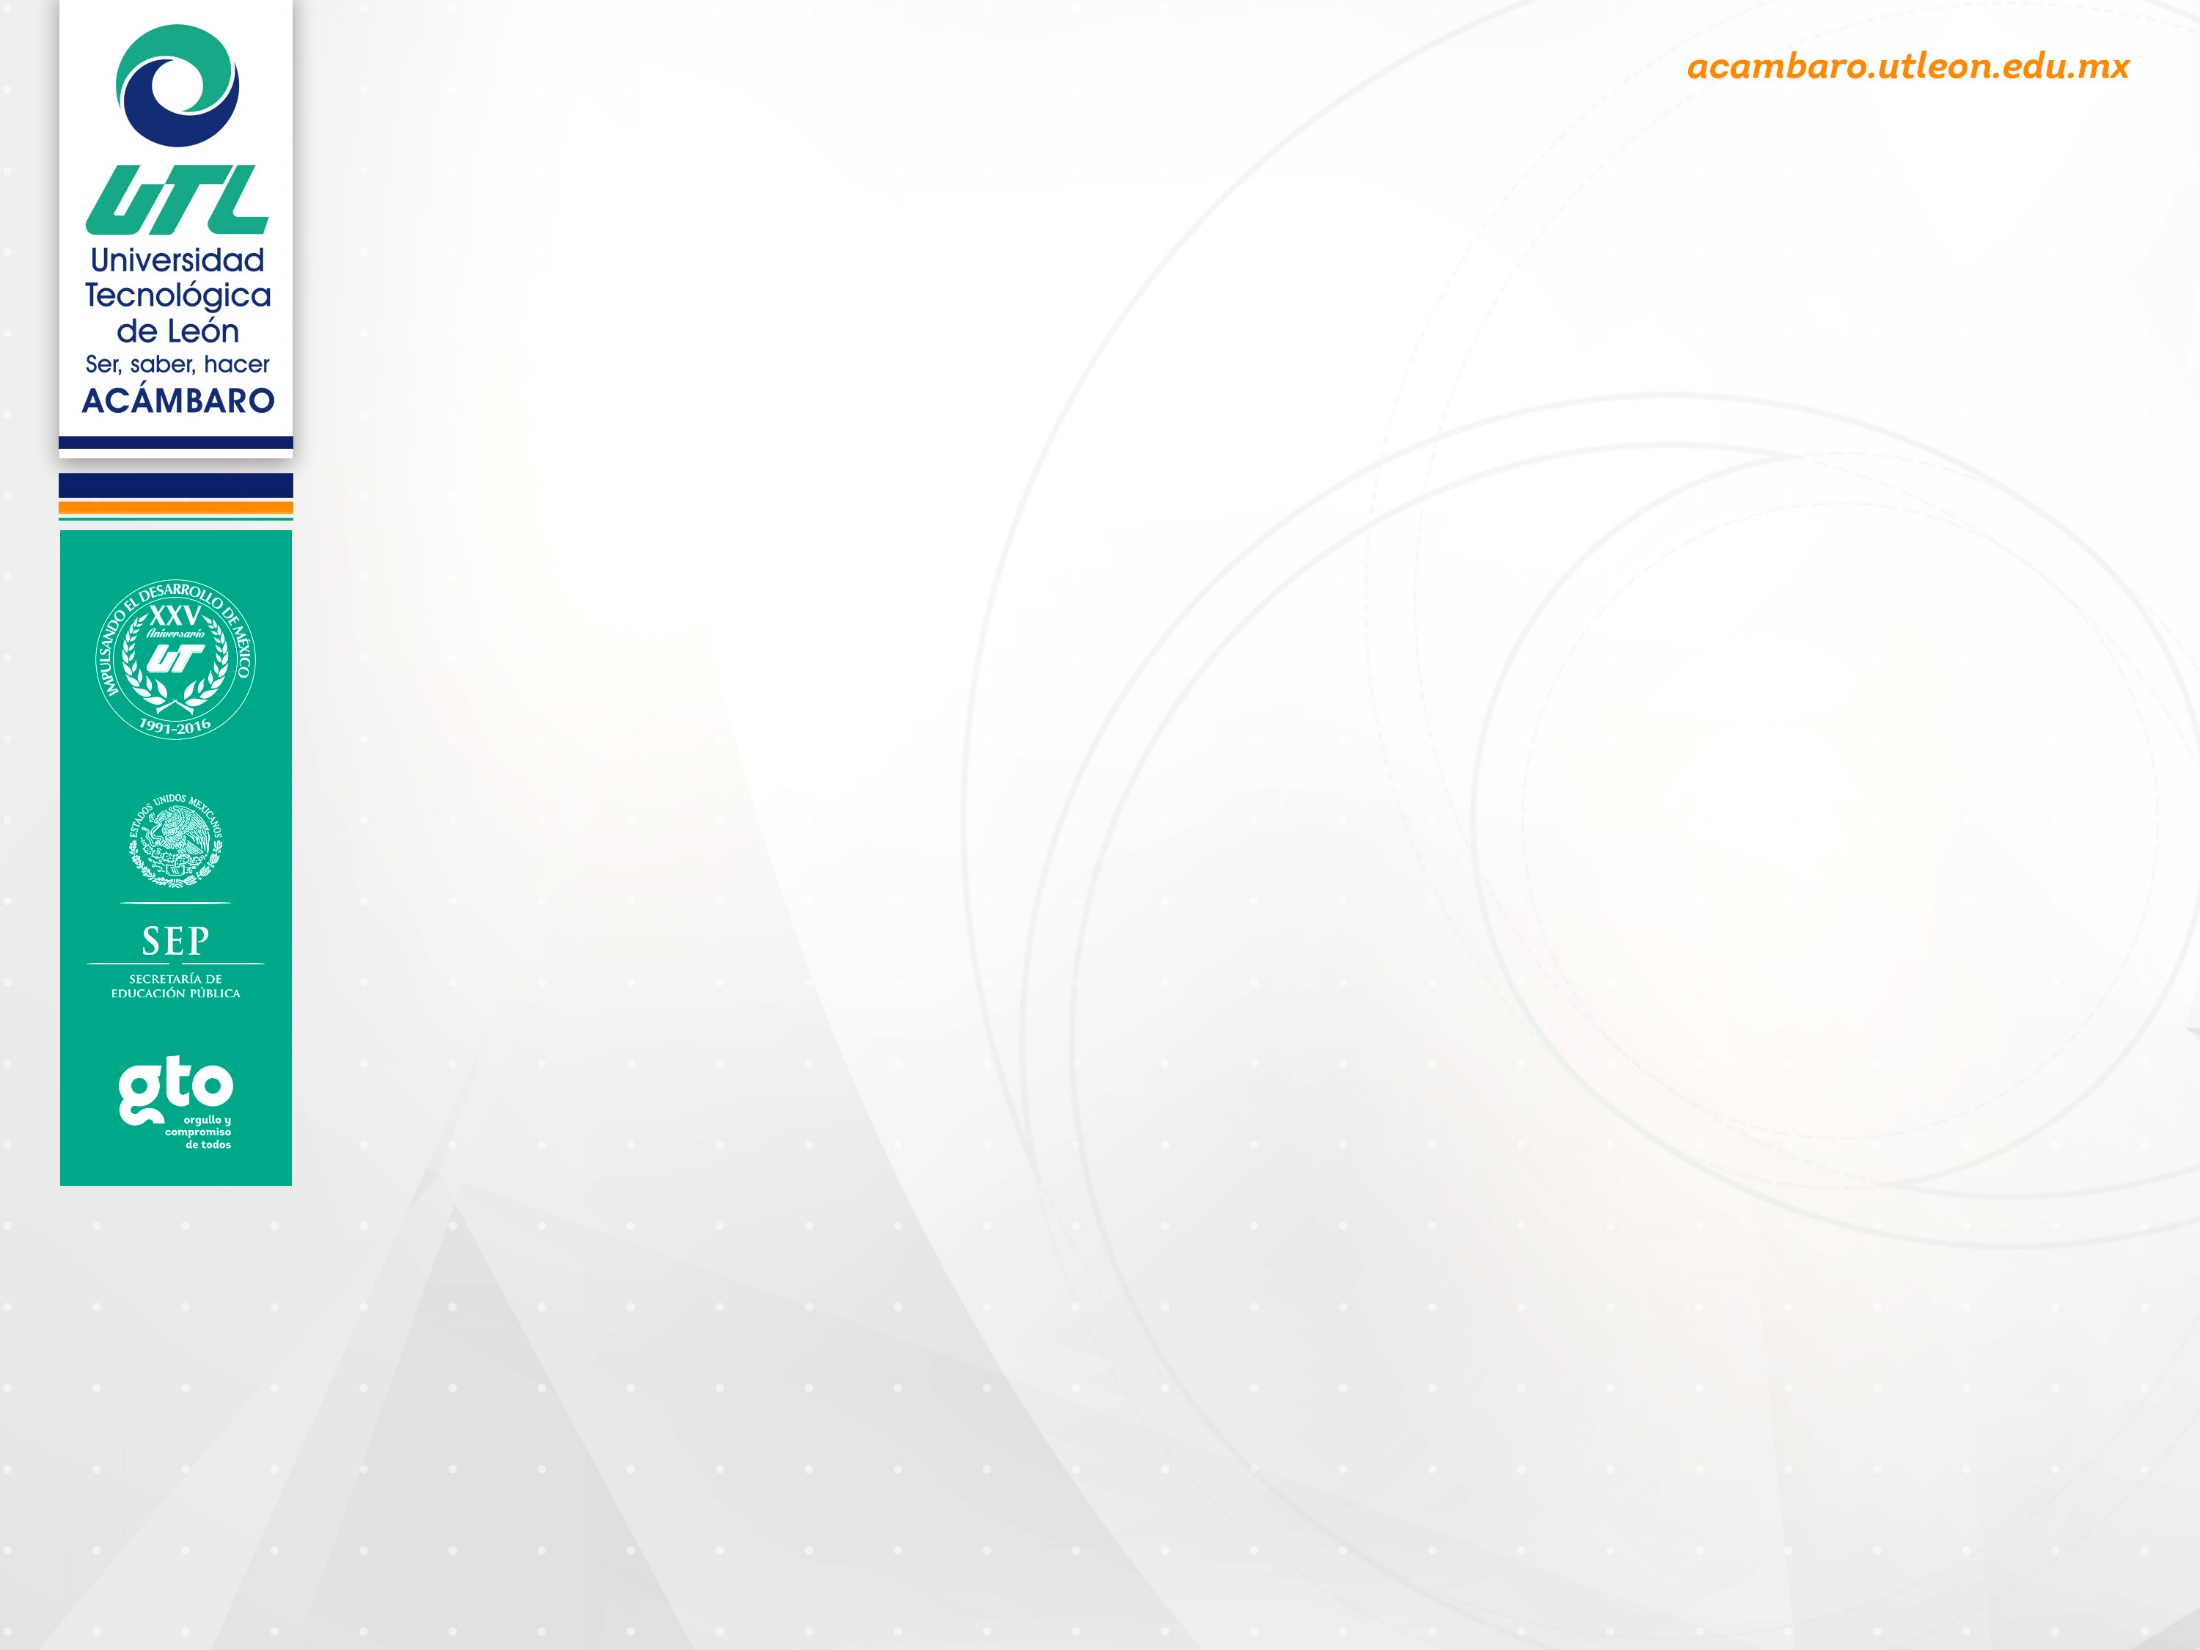 acambaro.utleon.edu.mx
UTL
Universidad
Tecnológica
de León
Ser, saber, hacer
ACÁMBARO
IMPULSANDO EL DESARROLLO DE MÉXICO
XXV
Aniversario
UT
1991-2016
ESTADOS UNIDOS MEXICANOS
SEP
SECRETARÍA DE
EDUCACIÓN PÚBLICA
gto
orgullo y
compromiso
de todos